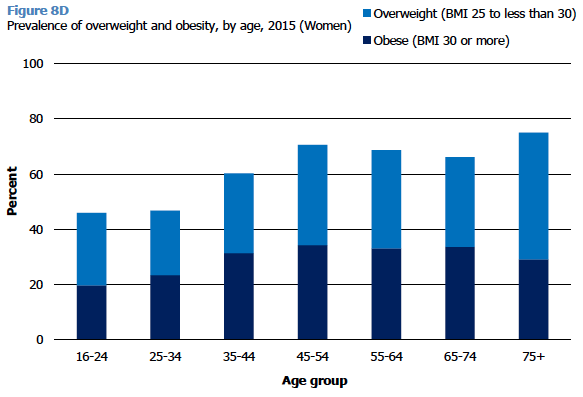 Figure 8D
Prevalence of overweight and obesity, by age, 2015 (Women)
Overweight (BMI 25 to less than 30)
Obese (BMI 30 or more)
100
80
60
40
20
0
Percent
16-24 25-34 35-44 45-54 55-64 65-74 75+
Age group